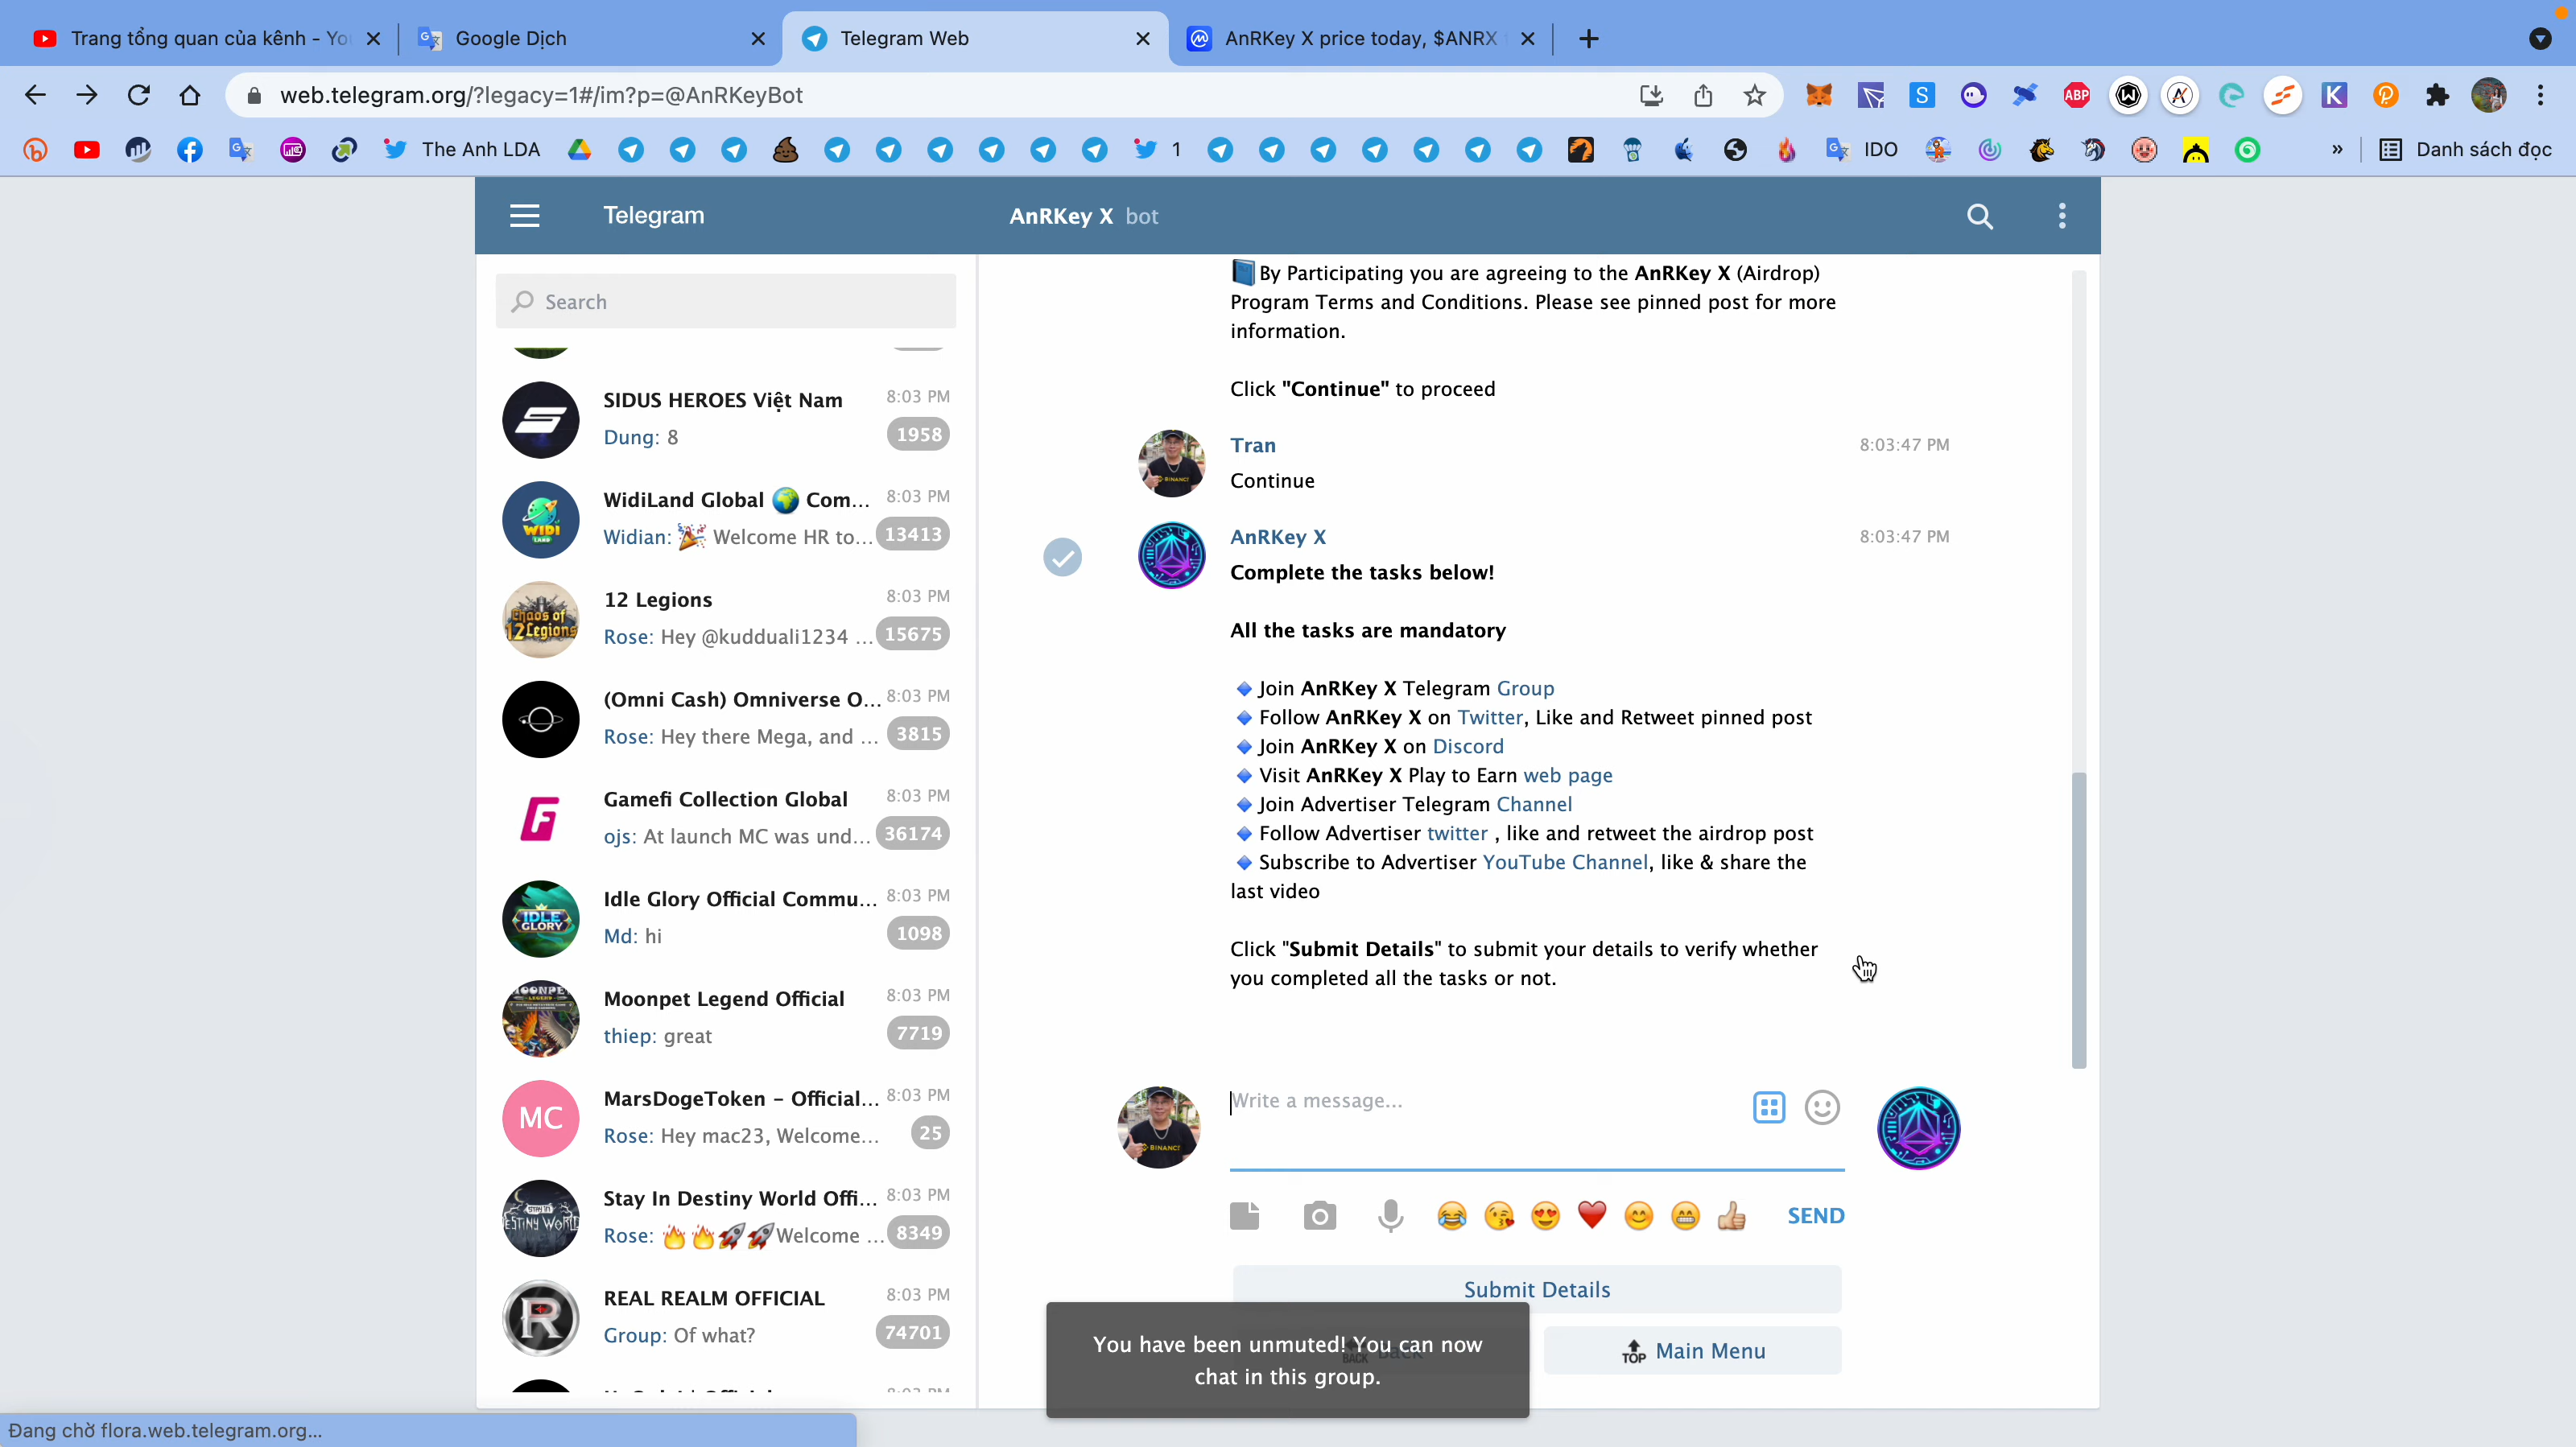 Trang tổng quan của kênh - Yo
Google Dịch
Telegram Web
AnRKey X price today, $ANRX
web.telegram.org/?legacy=1#/im?p=@AnRKeyBot
The Anh LDA
1
IDO
» Danh sách đọc
Telegram
AnRKey X bot
Search
SIDUS HEROES Việt Nam 8:03 PM
Dung: 8 1958
WidiLand Global 🌍 Com... 8:03 PM
Widian: 🎉 Welcome HR to... 13413
12 Legions 8:03 PM
Rose: Hey @kudduali1234 ... 15675
(Omni Cash) Omniverse O... 8:03 PM
Rose: Hey there Mega, and ... 3815
Gamefi Collection Global 8:03 PM
ojs: At launch MC was und... 36174
Idle Glory Official Commu... 8:03 PM
Md: hi 1098
Moonpet Legend Official 8:03 PM
thiep: great 7719
MC
MarsDogeToken – Official... 8:03 PM
Rose: Hey mac23, Welcome... 25
Stay In Destiny World Offi... 8:03 PM
Rose: 🔥🔥🚀🚀Welcome ... 8349
REAL REALM OFFICIAL 8:03 PM
Group: Of what? 74701
📘By Participating you are agreeing to the AnRKey X (Airdrop)
Program Terms and Conditions. Please see pinned post for more
information.
Click "Continue" to proceed
Tran 8:03:47 PM
Continue
AnRKey X 8:03:47 PM
Complete the tasks below!
All the tasks are mandatory
🔹Join AnRKey X Telegram Group
🔹Follow AnRKey X on Twitter, Like and Retweet pinned post
🔹Join AnRKey X on Discord
🔹Visit AnRKey X Play to Earn web page
🔹Join Advertiser Telegram Channel
🔹Follow Advertiser twitter , like and retweet the airdrop post
🔹Subscribe to Advertiser YouTube Channel, like & share the
last video
Click "Submit Details" to submit your details to verify whether
you completed all the tasks or not.
Write a message...
SEND
Submit Details
🔝 Main Menu
You have been unmuted! You can now
chat in this group.
Đang chờ flora.web.telegram.org...